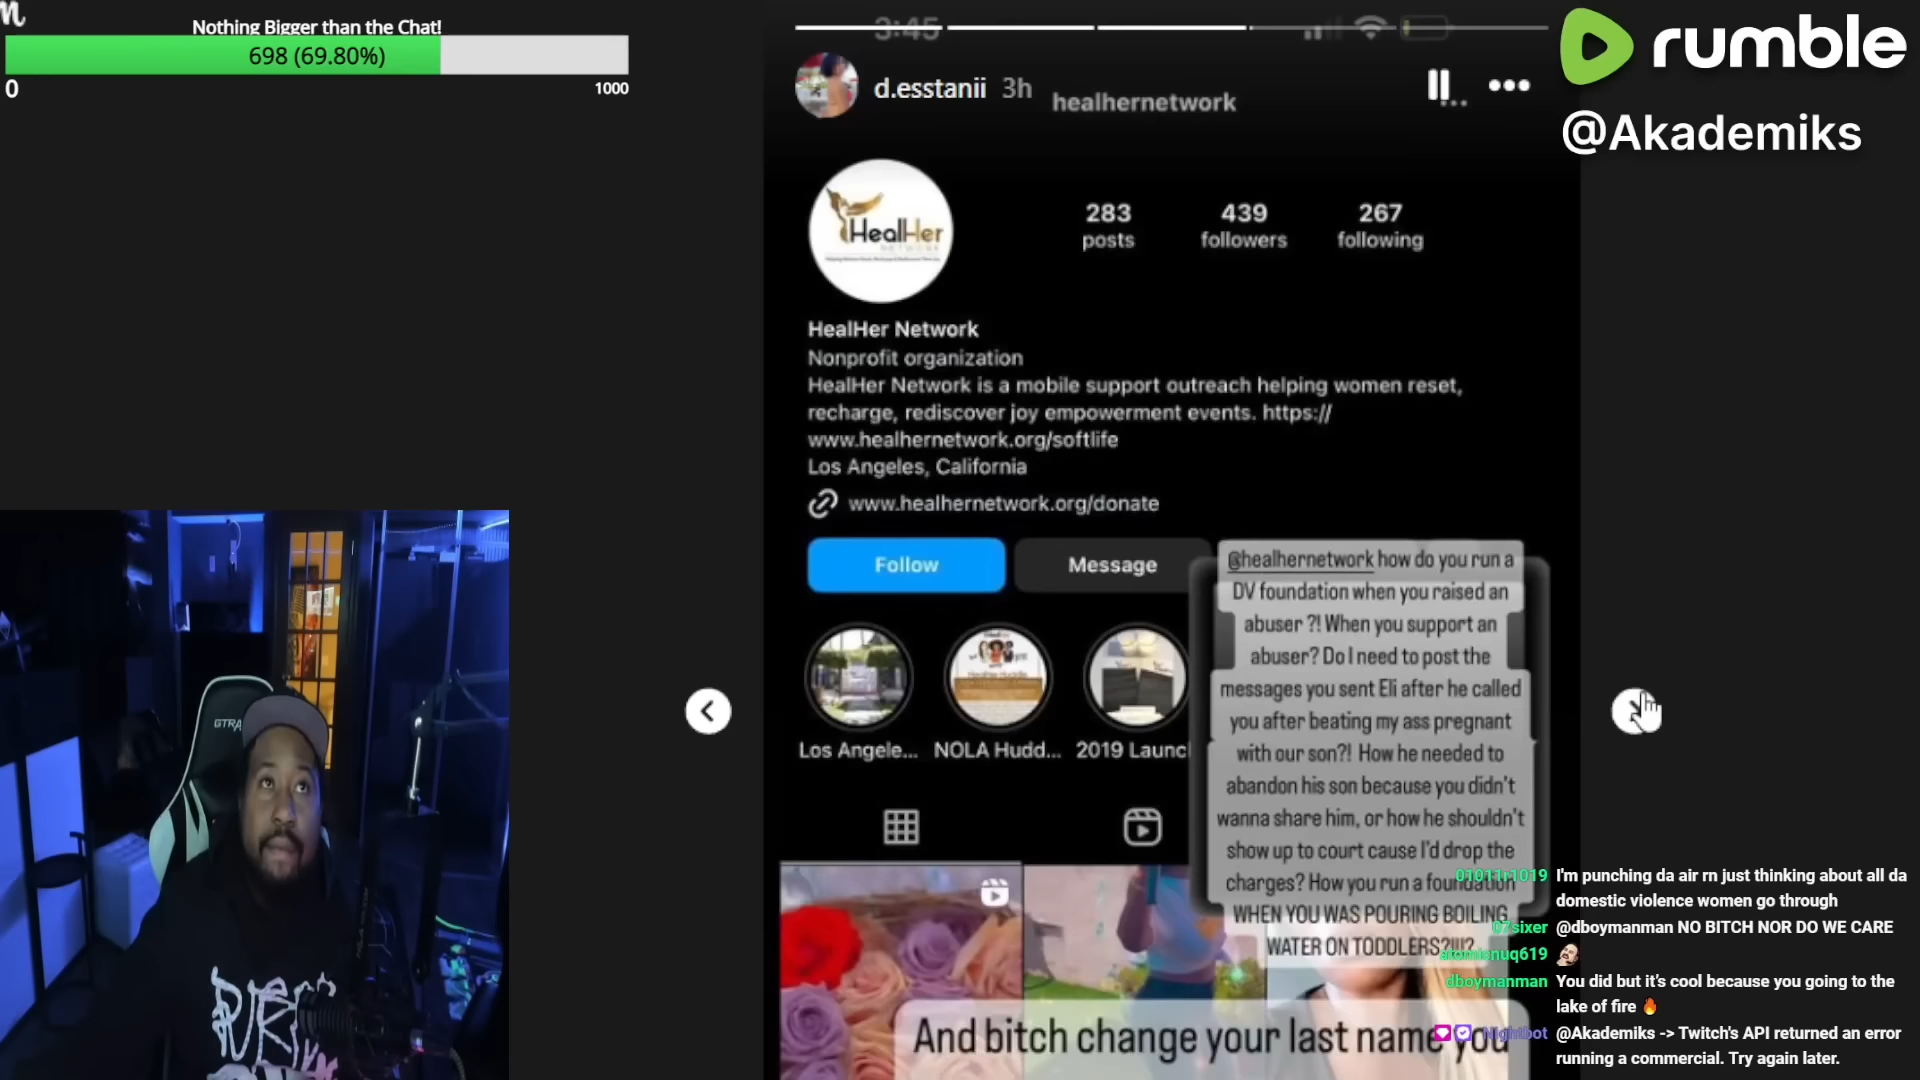 Nothing Bigger than the Chat!
698 (69.80%)
0
1000
3:45
d.esstanii 3h
healhernetwork
rumble
@Akademiks
HealHer
NETWORK
283
posts
439
followers
267
following
HealHer Network
Nonprofit organization
HealHer Network is a mobile support outreach helping women reset,
recharge, rediscover joy empowerment events. https://
www.healhernetwork.org/softlife
Los Angeles, California
www.healhernetwork.org/donate
Follow
Message
@healhernetwork how do you run a
DV foundation when you raised an
abuser ?! When you support an
abuser? Do I need to post the
messages you sent Eli after he called
you after beating my ass pregnant
with our son?! How he needed to
abandon his son because you didn't
wanna share him, or how he shouldn't
show up to court cause I'd drop the
charges? How you run a foundation
WHEN YOU WAS POURING BOILING
WATER ON TODDLERS?!!!?
Los Angele...
NOLA Hudd...
2019 Launc
And bitch change your last name you
GTRA
01911r1019 I'm punching da air rn just thinking about all da
domestic violence women go through
07sixer @dboymanman NO BITCH NOR DO WE CARE
atomicnuq619
dboymanman You did but it's cool because you going to the
lake of fire 🔥
Nightbot @Akademiks -> Twitch's API returned an error
running a commercial. Try again later.